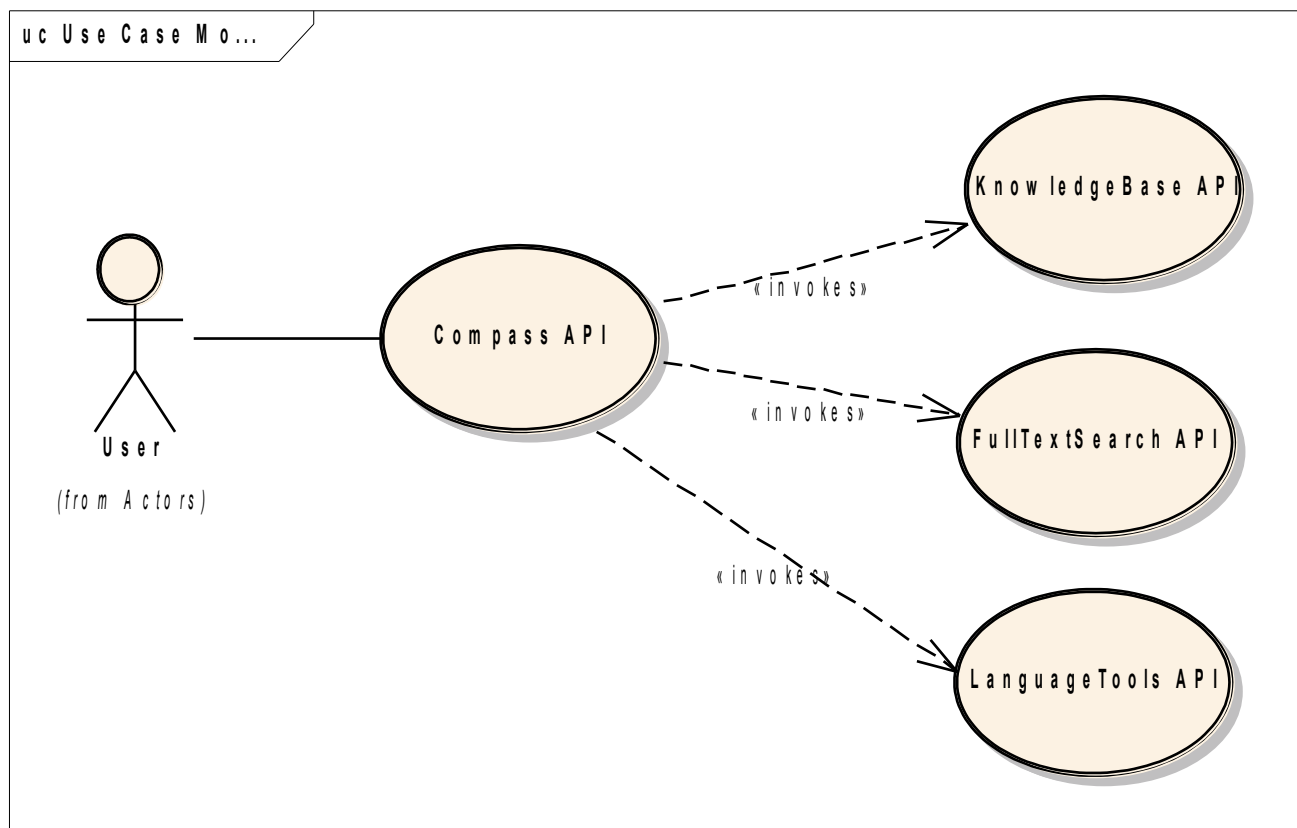 uc Use Case Mo...
KnowledgeBase API
«invokes»
Compass API
«invokes»
FullTextSearch API
User
(from Actors)
«invokes»
LanguageTools API